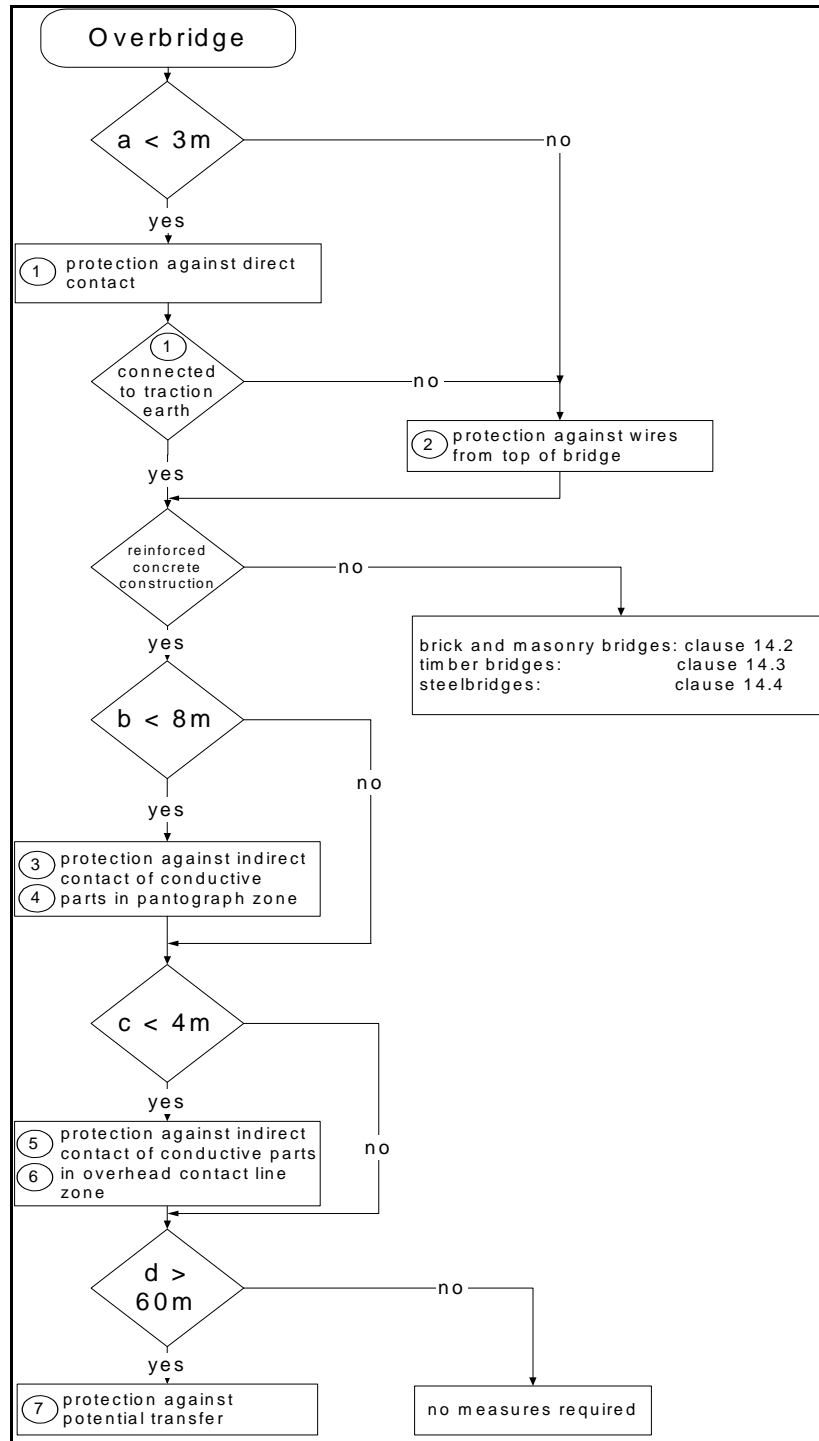 Overbridge
a < 3m
no
yes
1 protection against direct
contact
1
connected
to traction
earth
no
2 protection against wires
from top of bridge
yes
reinforced
concrete
construction
no
yes
brick and masonry bridges: clause 14.2
timber bridges: clause 14.3
steelbridges: clause 14.4
b < 8m
no
yes
3 protection against indirect
contact of conductive
4 parts in pantograph zone
c < 4m
yes
no
5 protection against indirect
contact of conductive parts
6 in overhead contact line
zone
d >
60m
no
yes
7 protection against
potential transfer
no measures required